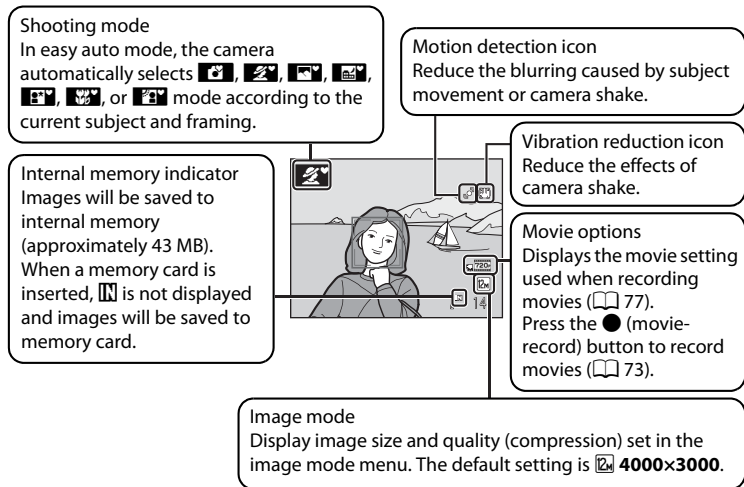 Shooting mode
In easy auto mode, the camera
automatically selects , , , ,
, , or mode according to the
current subject and framing.
Motion detection icon
Reduce the blurring caused by subject
movement or camera shake.
Vibration reduction icon
Reduce the effects of
camera shake.
Internal memory indicator
Images will be saved to
internal memory
(approximately 43 MB).
When a memory card is
inserted, IN is not displayed
and images will be saved to
memory card.
Movie options
Displays the movie setting
used when recording
movies ( 77).
Press the ● (movie-
record) button to record
movies ( 73).
720
12M
IN
14
Image mode
Display image size and quality (compression) set in the
image mode menu. The default setting is 12M 4000×3000.